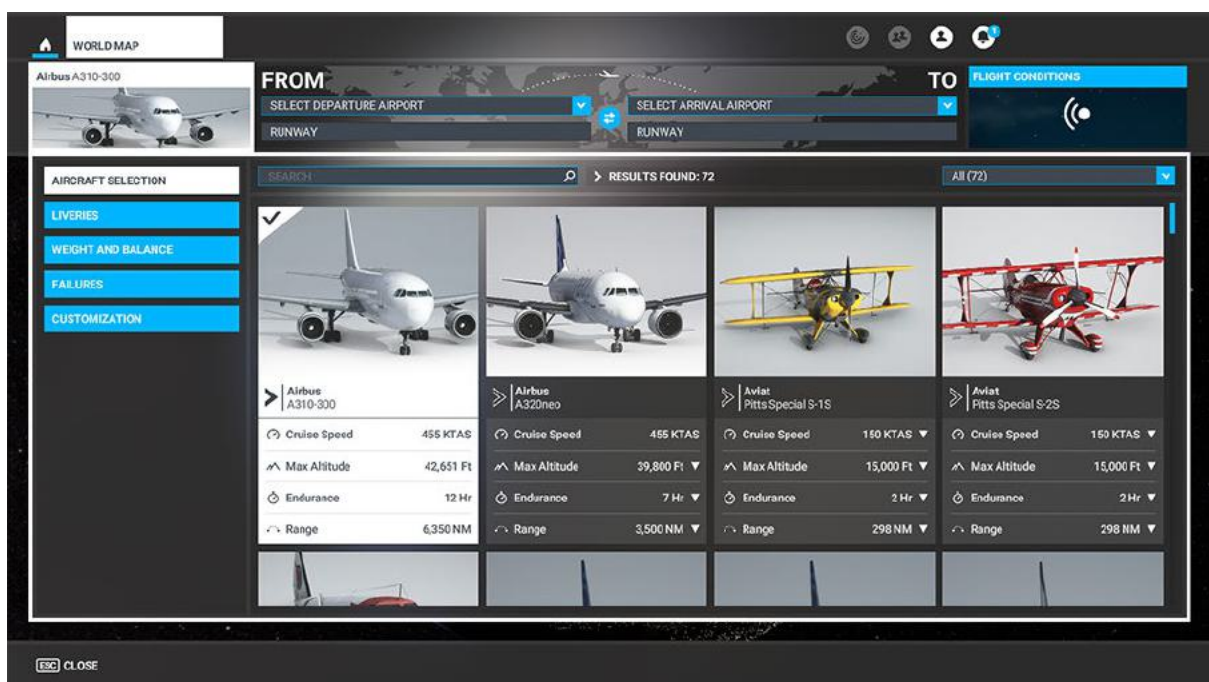 WORLD MAP
1
Airbus A310-300
FROM
TO
FLIGHT CONDITIONS
SELECT DEPARTURE AIRPORT
SELECT ARRIVAL AIRPORT
RUNWAY
RUNWAY
AIRCRAFT SELECTION
LIVERIES
WEIGHT AND BALANCE
FAILURES
CUSTOMIZATION
SEARCH
RESULTS FOUND: 72
All (72)
Airbus
A310-300
Cruise Speed 455 KTAS
Max Altitude 42,651 Ft
Endurance 12 Hr
Range 6,350 NM
Airbus
A320neo
Cruise Speed 455 KTAS
Max Altitude 39,800 Ft
Endurance 7 Hr
Range 3,500 NM
Aviat
Pitts Special S-1S
Cruise Speed 150 KTAS
Max Altitude 15,000 Ft
Endurance 2 Hr
Range 298 NM
Aviat
Pitts Special S-2S
Cruise Speed 150 KTAS
Max Altitude 15,000 Ft
Endurance 2 Hr
Range 298 NM
ESC CLOSE